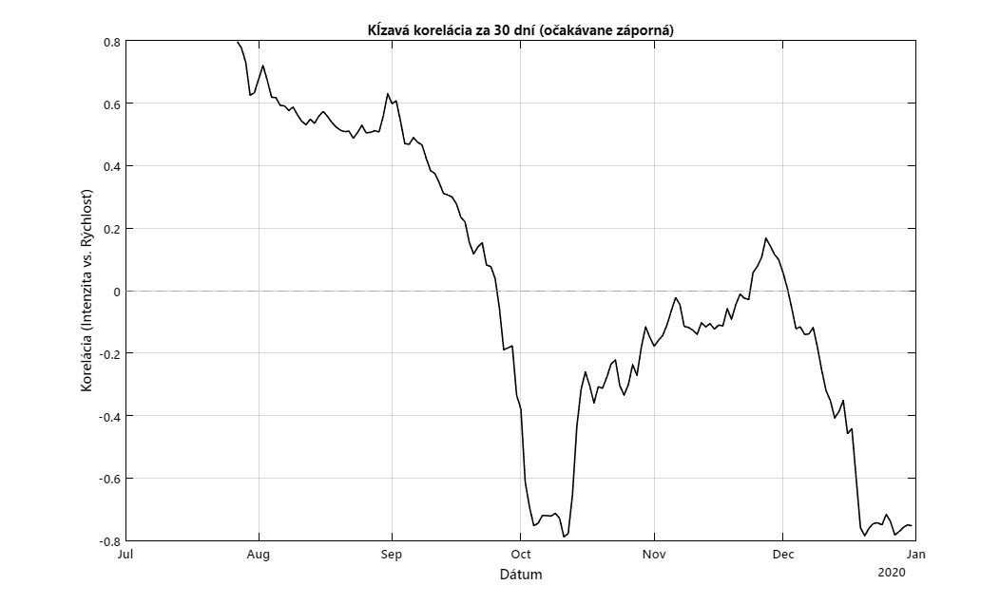 Kĺzavá korelácia za 30 dní (očakávane záporná)
Korelácia (Intenzita vs. Rýchlosť)
0.8
0.6
0.4
0.2
0
-0.2
-0.4
-0.6
-0.8
Jul Aug Sep Oct Nov Dec Jan
2020
Dátum